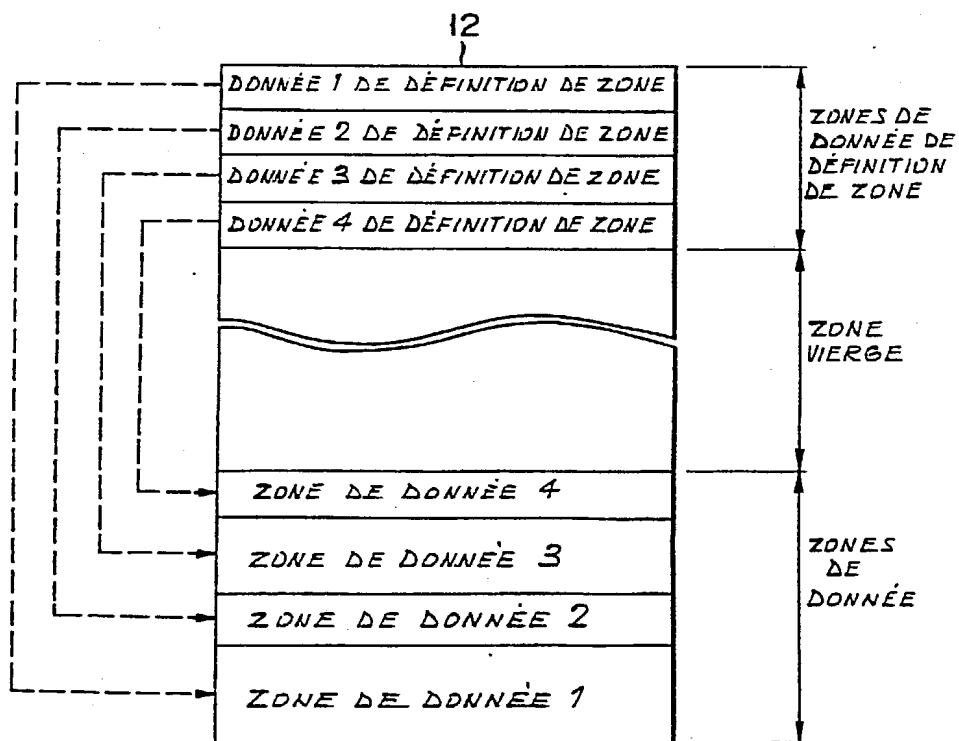 12
DONNÉE 1 DE DÉFINITION DE ZONE
DONNÉE 2 DE DÉFINITION DE ZONE
DONNÉE 3 DE DÉFINITION DE ZONE
DONNÉE 4 DE DÉFINITION DE ZONE
ZONES DE
DONNÉE DE
DÉFINITION
DE ZONE
ZONE
VIERGE
ZONE DE DONNÉE 4
ZONE DE DONNÉE 3
ZONE DE DONNÉE 2
ZONE DE DONNÉE 1
ZONES
DE
DONNÉE